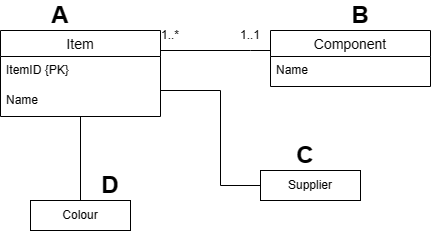 A
B
Item
1..*
1..1
Component
ItemID {PK}
Name
Name
C
Supplier
D
Colour